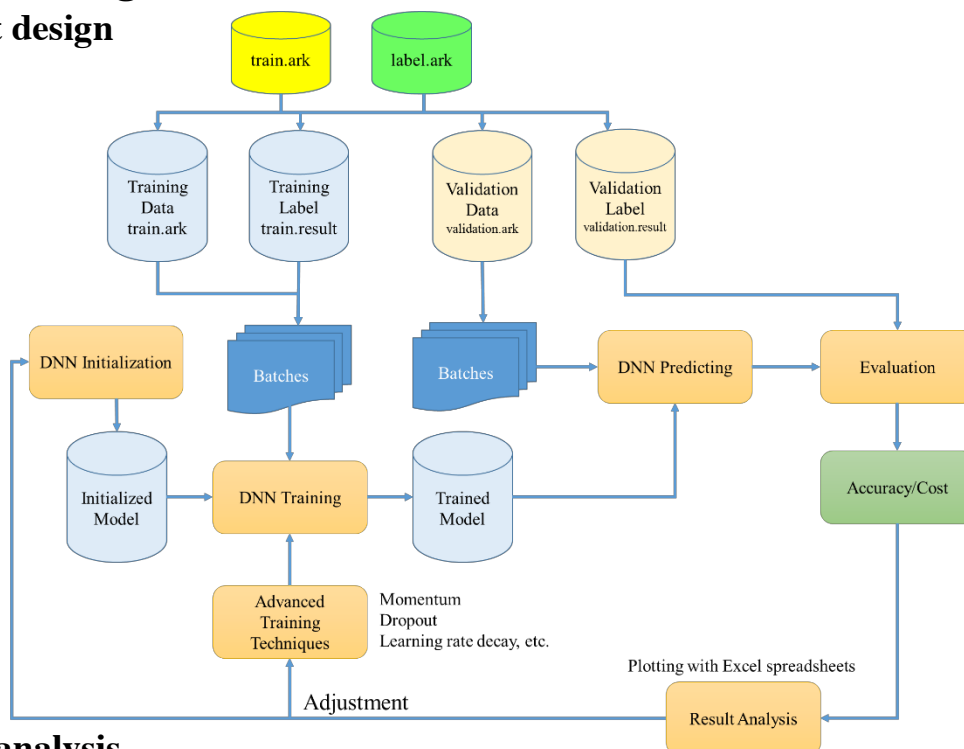 design
train.ark
label.ark
Training
Data
train.ark
Training
Label
train.result
Validation
Data
validation.ark
Validation
Label
validation.result
DNN Initialization
Batches
Batches
DNN Predicting
Evaluation
Initialized
Model
DNN Training
Trained
Model
Accuracy/Cost
Advanced
Training
Techniques
Momentum
Dropout
Learning rate decay, etc.
Plotting with Excel spreadsheets
Adjustment
Result Analysis
analysis